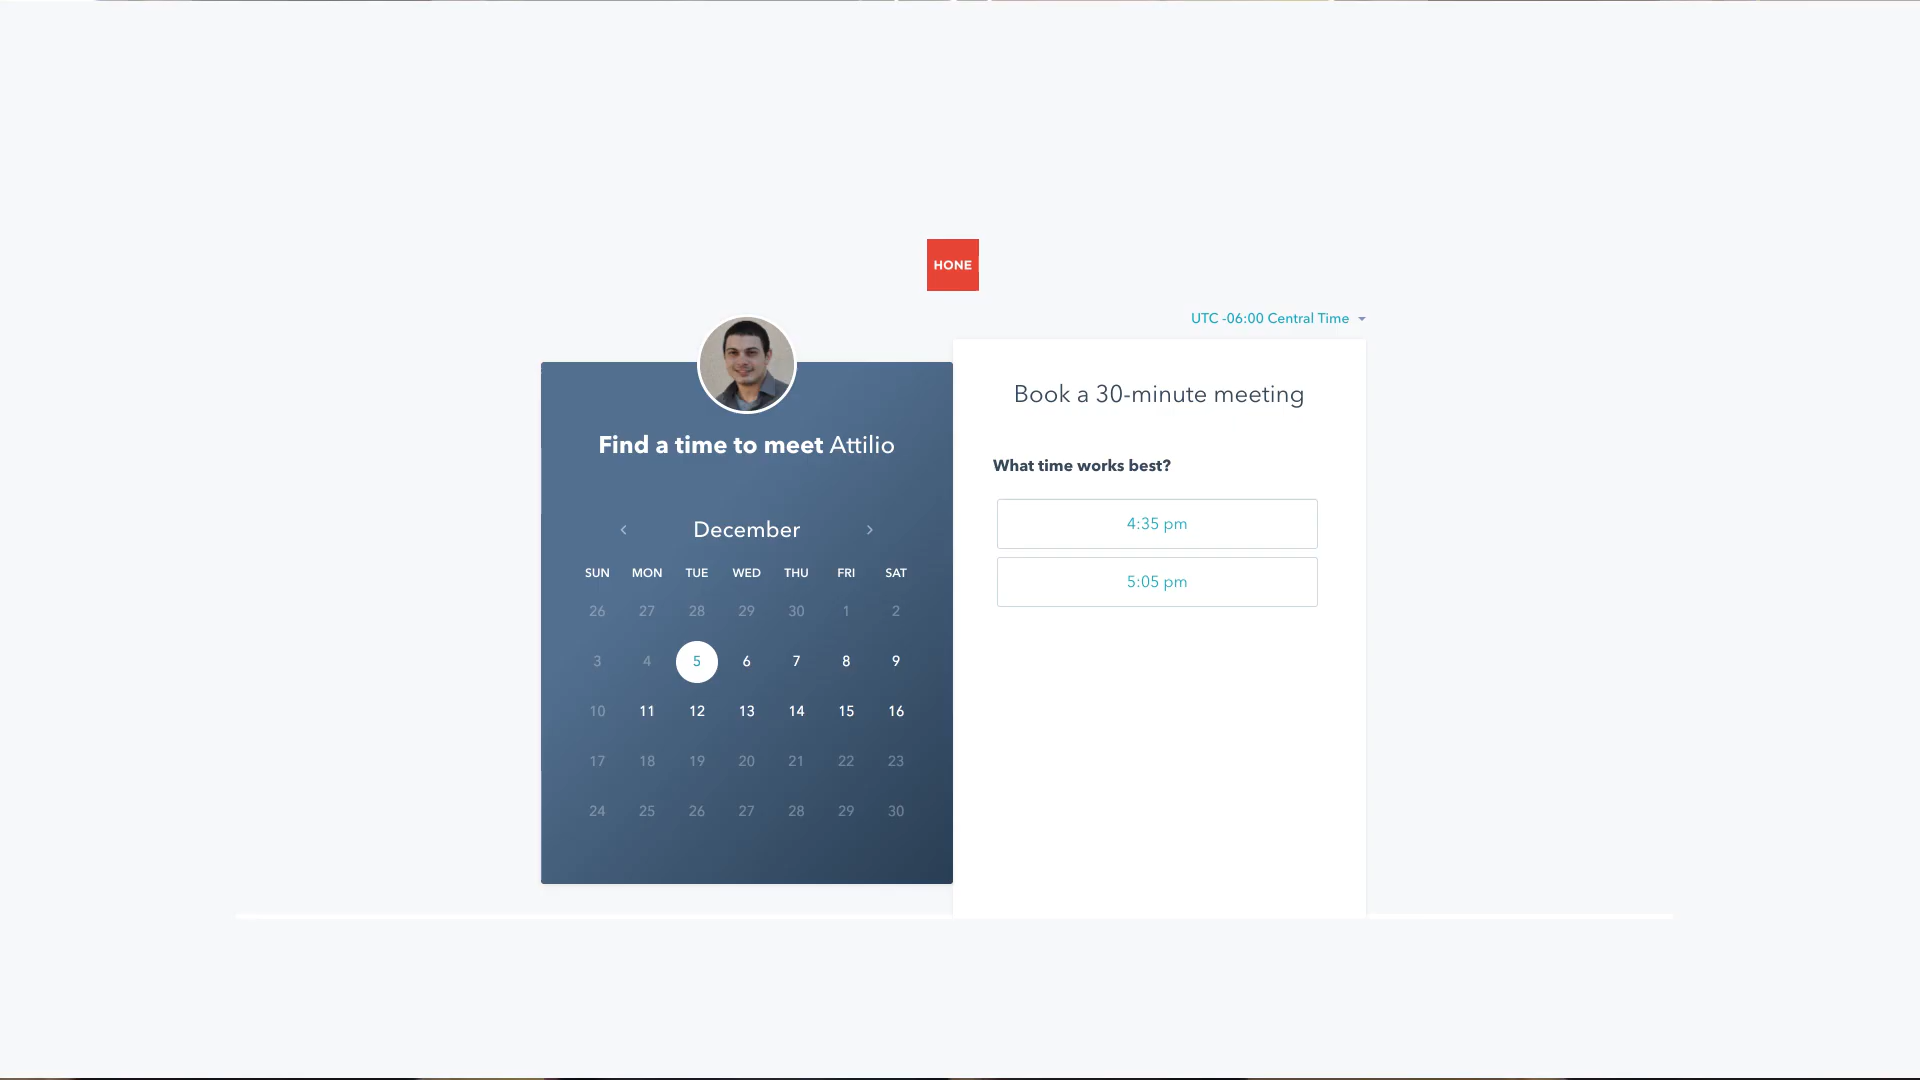 HONE
UTC -06:00 Central Time
Find a time to meet Attilio
December
SUN MON TUE WED THU FRI SAT
26 27 28 29 30 1 2
3 4 5 6 7 8 9
10 11 12 13 14 15 16
17 18 19 20 21 22 23
24 25 26 27 28 29 30
Book a 30-minute meeting
What time works best?
4:35 pm
5:05 pm